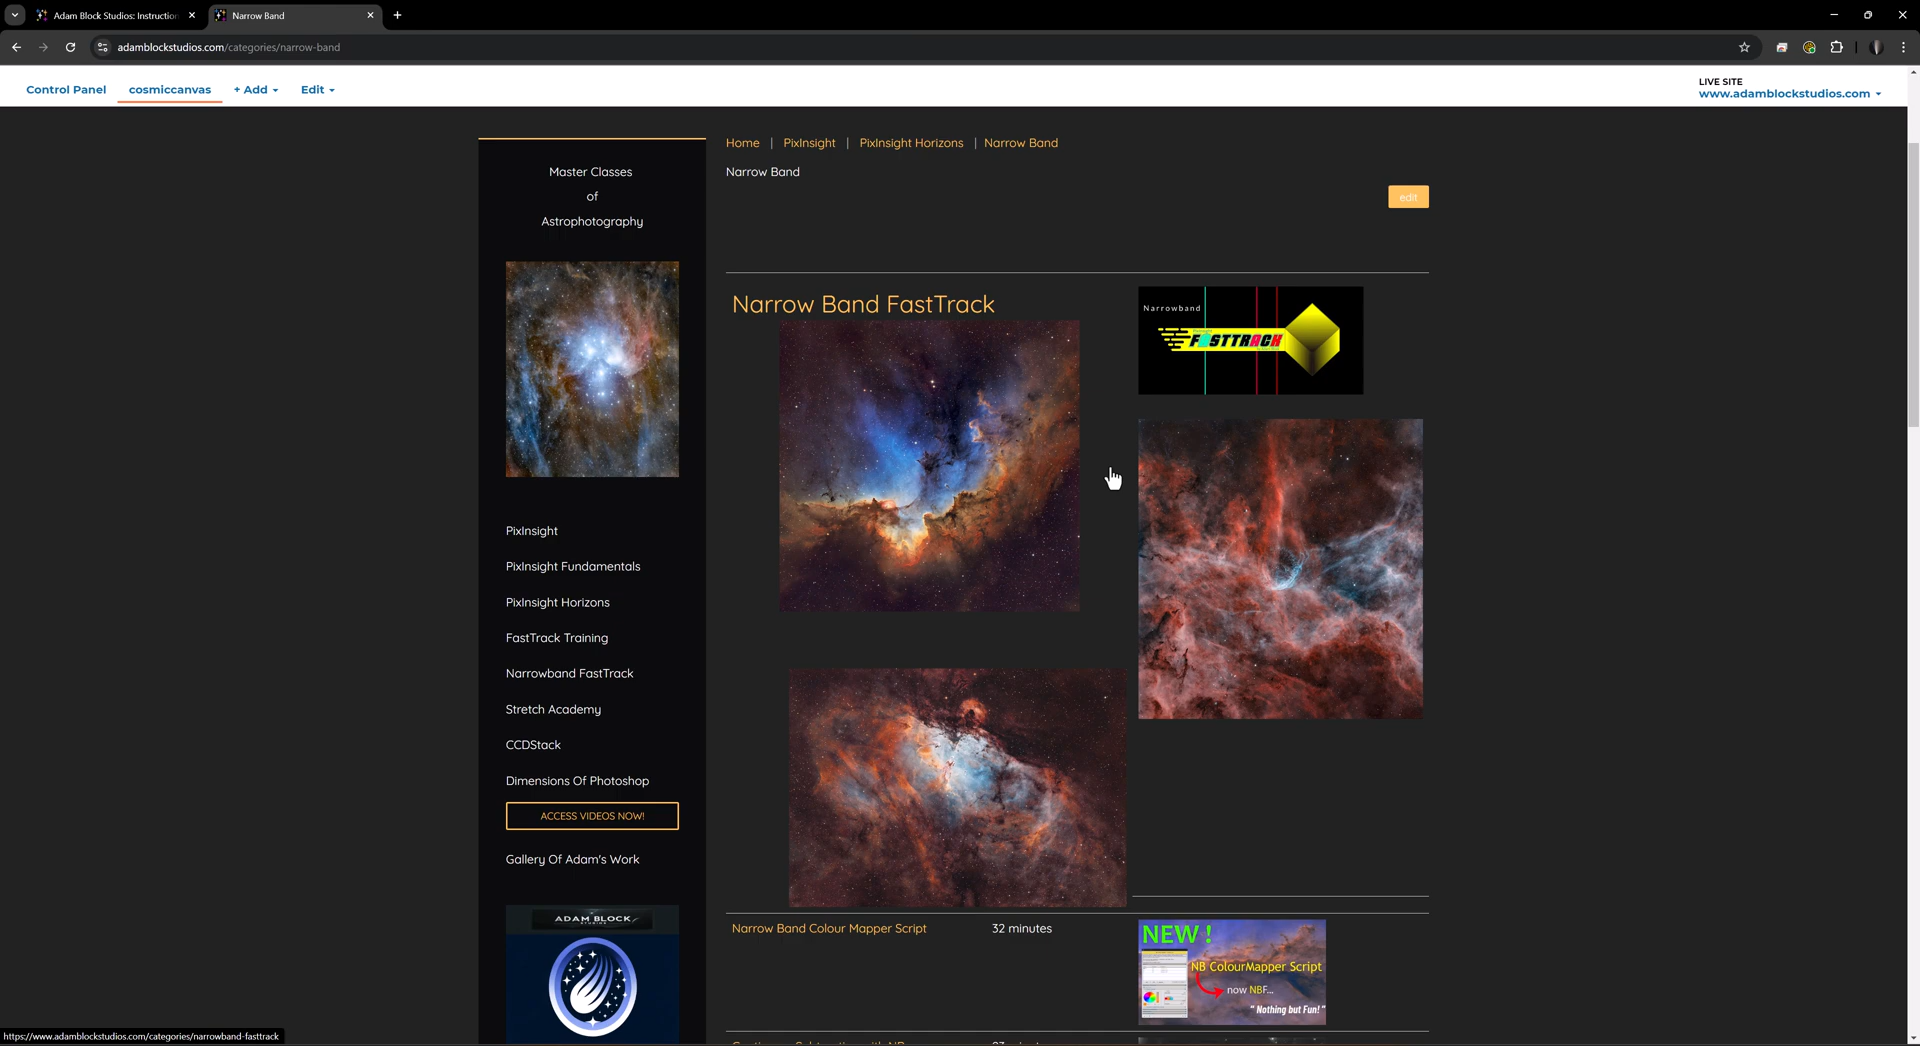 Adam Block Studios: Instruction
Narrow Band
adamblockstudios.com/categories/narrow-band
Control Panel
cosmiccanvas
+ Add
Edit
LIVE SITE
www.adamblockstudios.com
Master Classes
of
Astrophotography
Home | PixInsight | PixInsight Horizons | Narrow Band
Narrow Band
edit
Narrow Band FastTrack
Narrowband
FASTTRACK
PixInsight
PixInsight Fundamentals
PixInsight Horizons
FastTrack Training
Narrowband FastTrack
Stretch Academy
CCDStack
Dimensions Of Photoshop
ACCESS VIDEOS NOW!
Gallery Of Adam's Work
ADAM BLOCK
STUDIOS
Narrow Band Colour Mapper Script 32 minutes
NEW !
NB ColourMapper Script
now NBF...
"Nothing but Fun!"
https://www.adamblockstudios.com/categories/narrowband-fasttrack